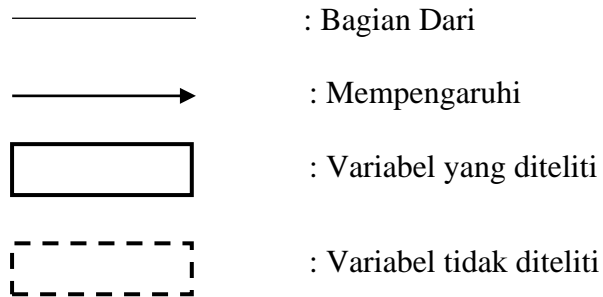 : Bagian Dari
: Mempengaruhi
: Variabel yang diteliti
: Variabel tidak diteliti